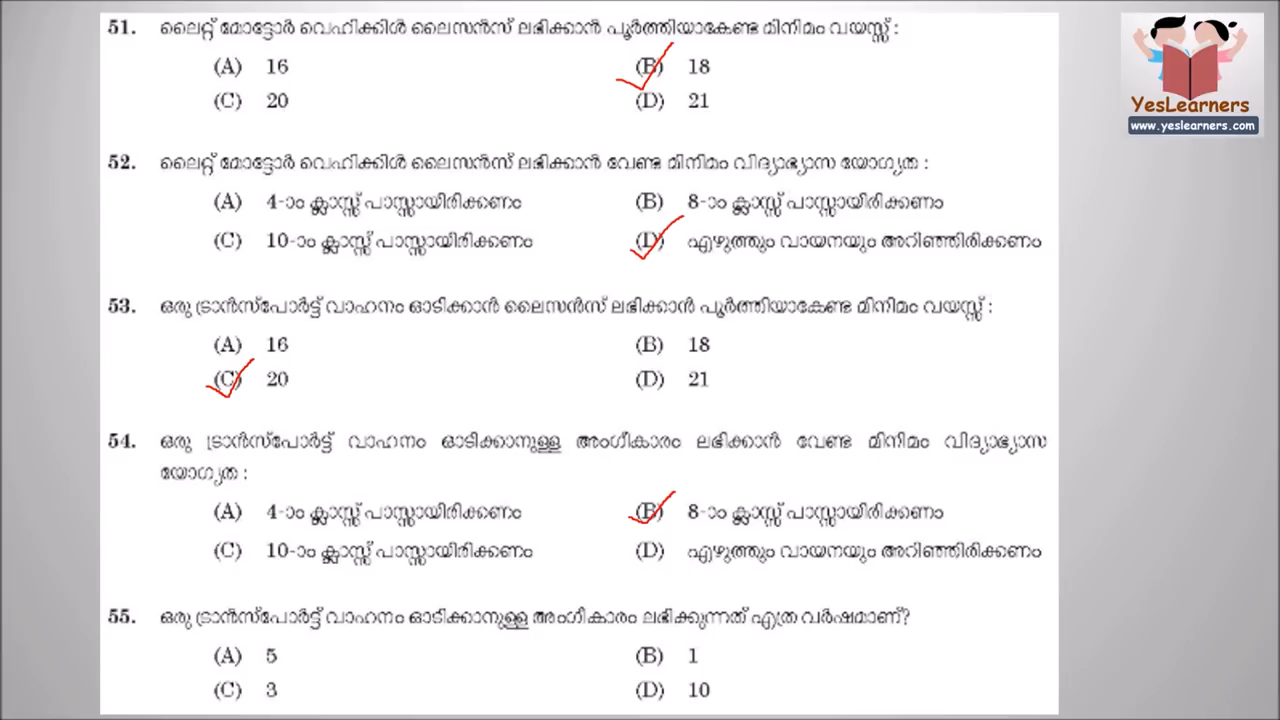 YesLearners
www.yeslearners.com
51. ലൈറ്റ് മോട്ടോർ വെഹിക്കിൾ ലൈസൻസ് ലഭിക്കാൻ പൂർത്തിയാകേണ്ട മിനിമം വയസ്സ് :
(A) 16 (B) 18
(C) 20 (D) 21
52. ലൈറ്റ് മോട്ടോർ വെഹിക്കിൾ ലൈസൻസ് ലഭിക്കാൻ വേണ്ട മിനിമം വിദ്യാഭ്യാസ യോഗ്യത :
(A) 4-ാം ക്ലാസ്സ് പാസ്സായിരിക്കണം (B) 8-ാം ക്ലാസ്സ് പാസ്സായിരിക്കണം
(C) 10-ാം ക്ലാസ്സ് പാസ്സായിരിക്കണം (D) എഴുത്തും വായനയും അറിഞ്ഞിരിക്കണം
53. ഒരു ട്രാൻസ്പോർട്ട് വാഹനം ഓടിക്കാൻ ലൈസൻസ് ലഭിക്കാൻ പൂർത്തിയാകേണ്ട മിനിമം വയസ്സ് :
(A) 16 (B) 18
(C) 20 (D) 21
54. ഒരു ട്രാൻസ്പോർട്ട് വാഹനം ഓടിക്കാനുള്ള അംഗീകാരം ലഭിക്കാൻ വേണ്ട മിനിമം വിദ്യാഭ്യാസ
യോഗ്യത :
(A) 4-ാം ക്ലാസ്സ് പാസ്സായിരിക്കണം (B) 8-ാം ക്ലാസ്സ് പാസ്സായിരിക്കണം
(C) 10-ാം ക്ലാസ്സ് പാസ്സായിരിക്കണം (D) എഴുത്തും വായനയും അറിഞ്ഞിരിക്കണം
55. ഒരു ട്രാൻസ്പോർട്ട് വാഹനം ഓടിക്കാനുള്ള അംഗീകാരം ലഭിക്കുന്നത് എത്ര വർഷമാണ്?
(A) 5 (B) 1
(C) 3 (D) 10